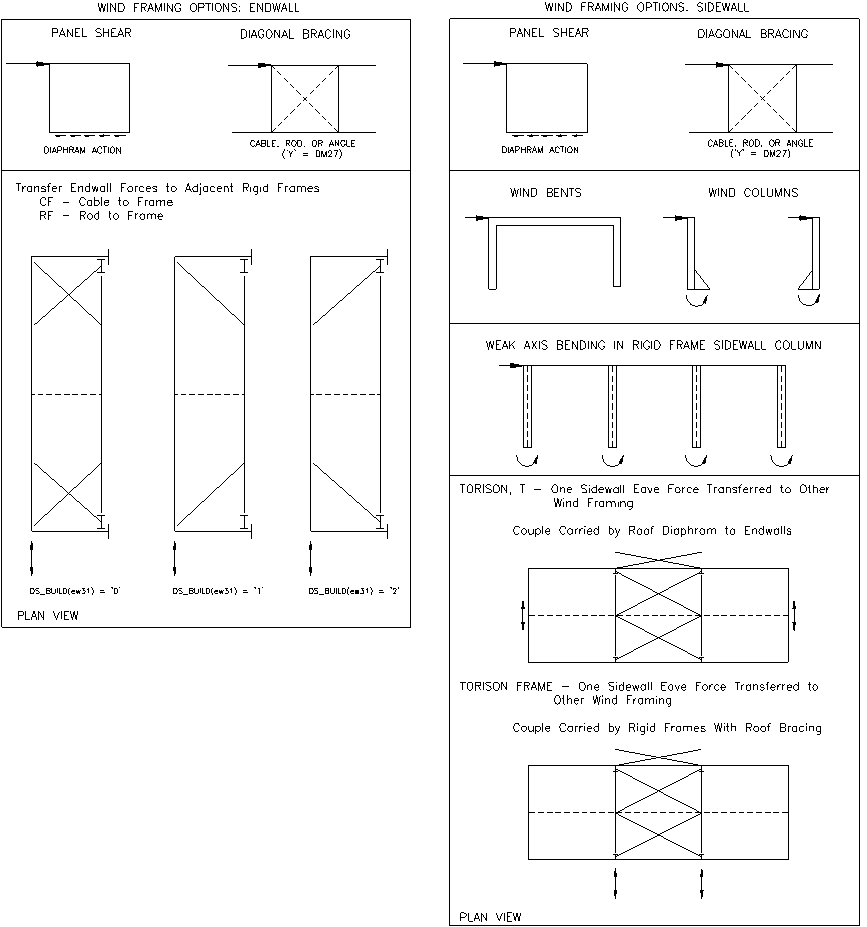 WIND FRAMING OPTIONS: ENDWALL
PANEL SHEAR
DIAGONAL BRACING
DIAPHRAM ACTION
CABLE, ROD, OR ANGLE
('Y' = DM27)
Transfer Endwall Forces to Adjacent Rigid Frames
CF - Cable to Frame
RF - Rod to Frame
DS_BUILD(ew31) = '0'
DS_BUILD(ew31) = '1'
DS_BUILD(ew31) = '2'
PLAN VIEW
WIND FRAMING OPTIONS. SIDEWALL
PANEL SHEAR
DIAGONAL BRACING
DIAPHRAM ACTION
CABLE, ROD, OR ANGLE
('Y' = DM27)
WIND BENTS
WIND COLUMNS
WEAK AXIS BENDING IN RIGID FRAME SIDEWALL COLUMN
TORISON, T - One Sidewall Eave Force Transferred to Other
Wind Framing
Couple Carried by Roof Diaphram to Endwalls
TORISON FRAME - One Sidewall Eave Force Transferred to
Other Wind Framing
Couple Carried by Rigid Frames With Roof Bracing
PLAN VIEW